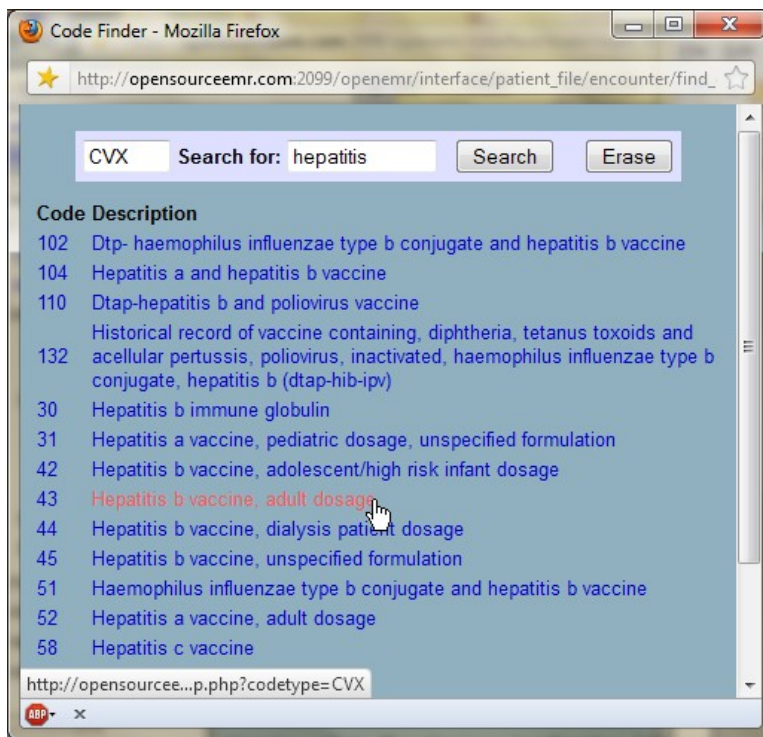 Code Finder - Mozilla Firefox
http://opensourceemr.com:2099/openemr/interface/patient_file/encounter/find_
CVX Search for: hepatitis Search Erase
Code Description
102 Dtp- haemophilus influenzae type b conjugate and hepatitis b vaccine
104 Hepatitis a and hepatitis b vaccine
110 Dtap-hepatitis b and poliovirus vaccine
Historical record of vaccine containing, diphtheria, tetanus toxoids and
132 acellular pertussis, poliovirus, inactivated, haemophilus influenzae type b
conjugate, hepatitis b (dtap-hib-ipv)
30 Hepatitis b immune globulin
31 Hepatitis a vaccine, pediatric dosage, unspecified formulation
42 Hepatitis b vaccine, adolescent/high risk infant dosage
43 Hepatitis b vaccine, adult dosage
44 Hepatitis b vaccine, dialysis patient dosage
45 Hepatitis b vaccine, unspecified formulation
51 Haemophilus influenzae type b conjugate and hepatitis b vaccine
52 Hepatitis a vaccine, adult dosage
58 Hepatitis c vaccine
http://opensourcee...p.php?codetype=CVX
ABP